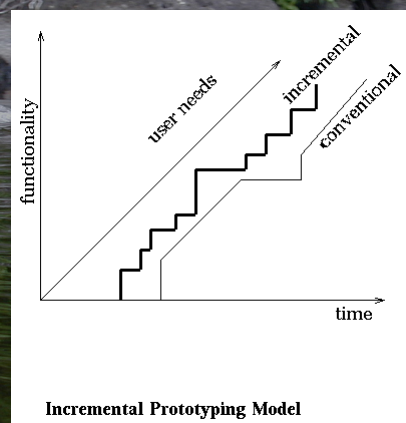 user needs
incremental
conventional
functionality
time
Incremental Prototyping Model